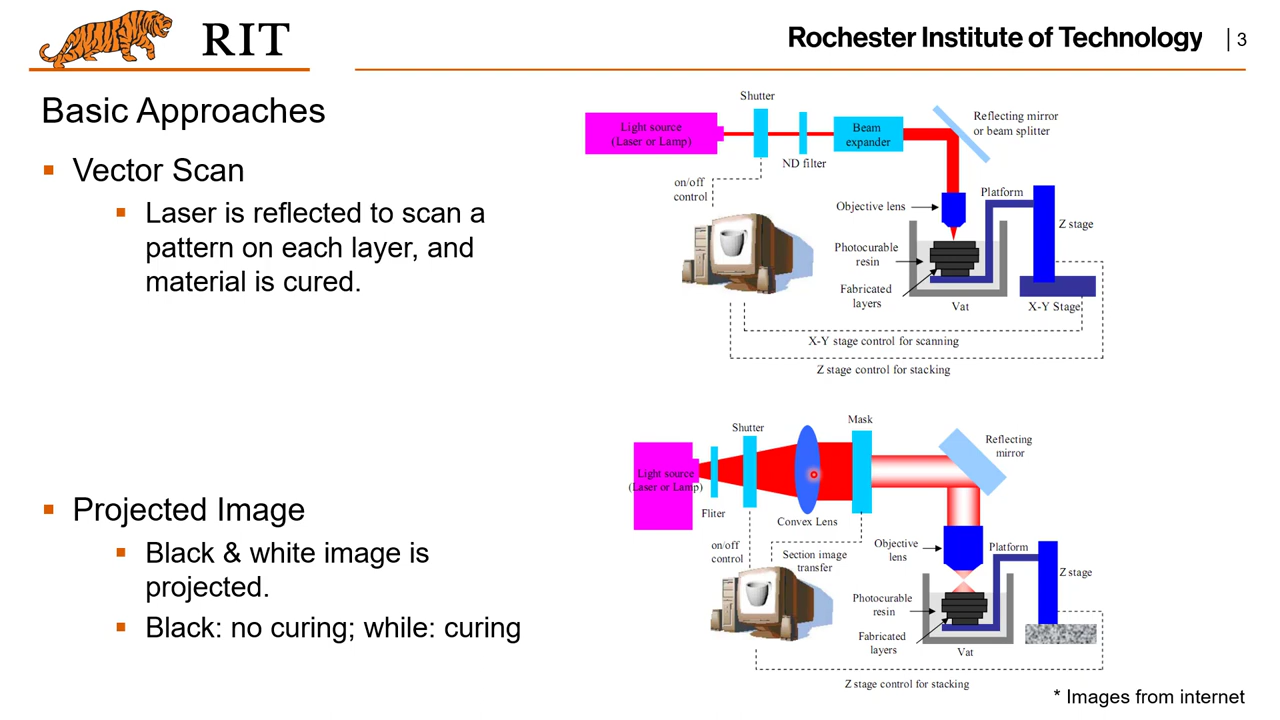 RIT
Rochester Institute of Technology
| 3
Basic Approaches
Vector Scan
Laser is reflected to scan a
pattern on each layer, and
material is cured.
Shutter
Light source
(Laser or Lamp)
Beam
expander
Reflecting mirror
or beam splitter
ND filter
on/off
control
Objective lens
Platform
Z stage
Photocurable
resin
Fabricated
layers
Vat
X-Y Stage
X-Y stage control for scanning
Z stage control for stacking
Projected Image
Black & white image is
projected.
Black: no curing; while: curing
Mask
Shutter
Reflecting
mirror
Light source
(Laser or Lamp)
Fliter
Convex Lens
on/off
control
Section image
transfer
Objective
lens
Platform
Z stage
Photocurable
resin
Fabricated
layers
Vat
Z stage control for stacking
* Images from internet